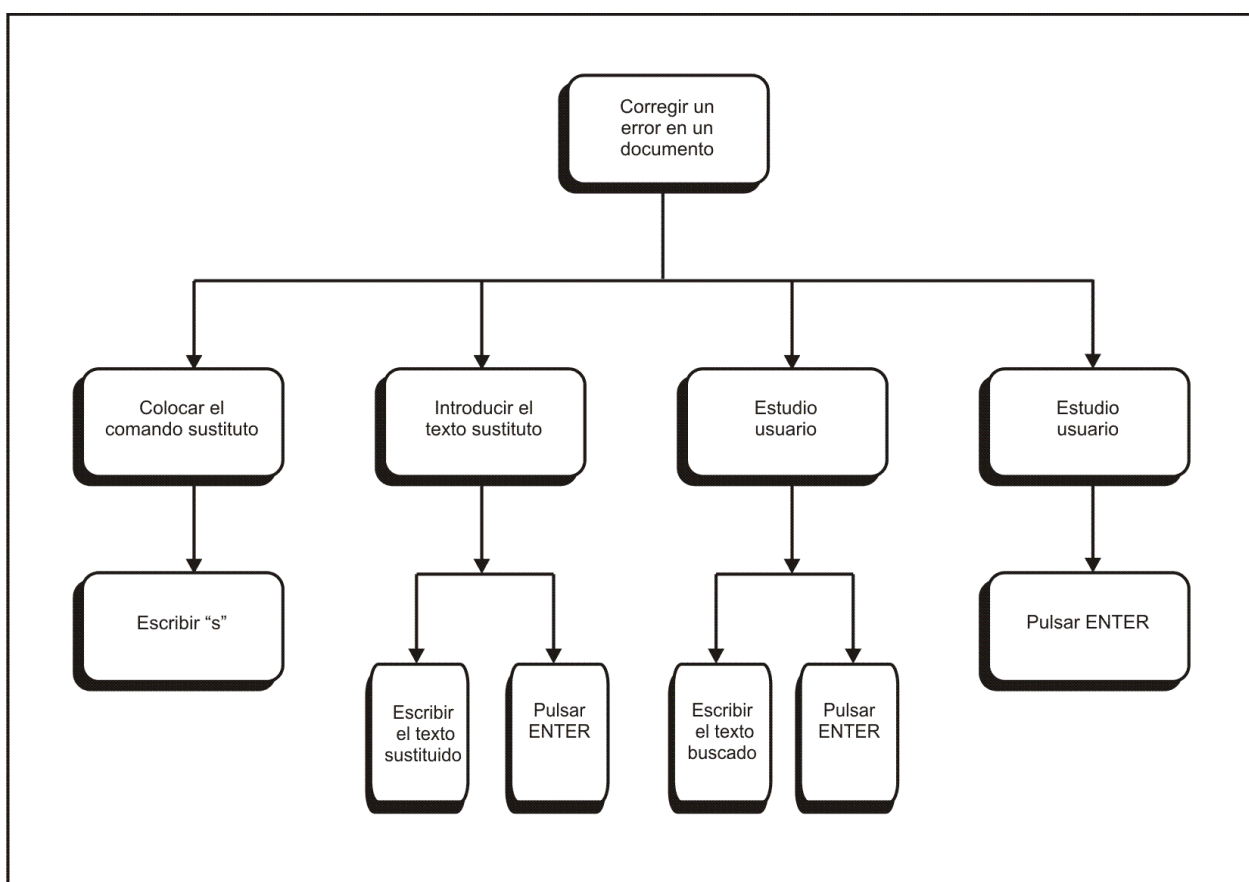 Corregir un
error en un
documento
Colocar el
comando sustituto
Introducir el
texto sustituto
Estudio
usuario
Estudio
usuario
Escribir “s”
Pulsar ENTER
Escribir
el texto
sustituido
Pulsar
ENTER
Escribir
el texto
buscado
Pulsar
ENTER